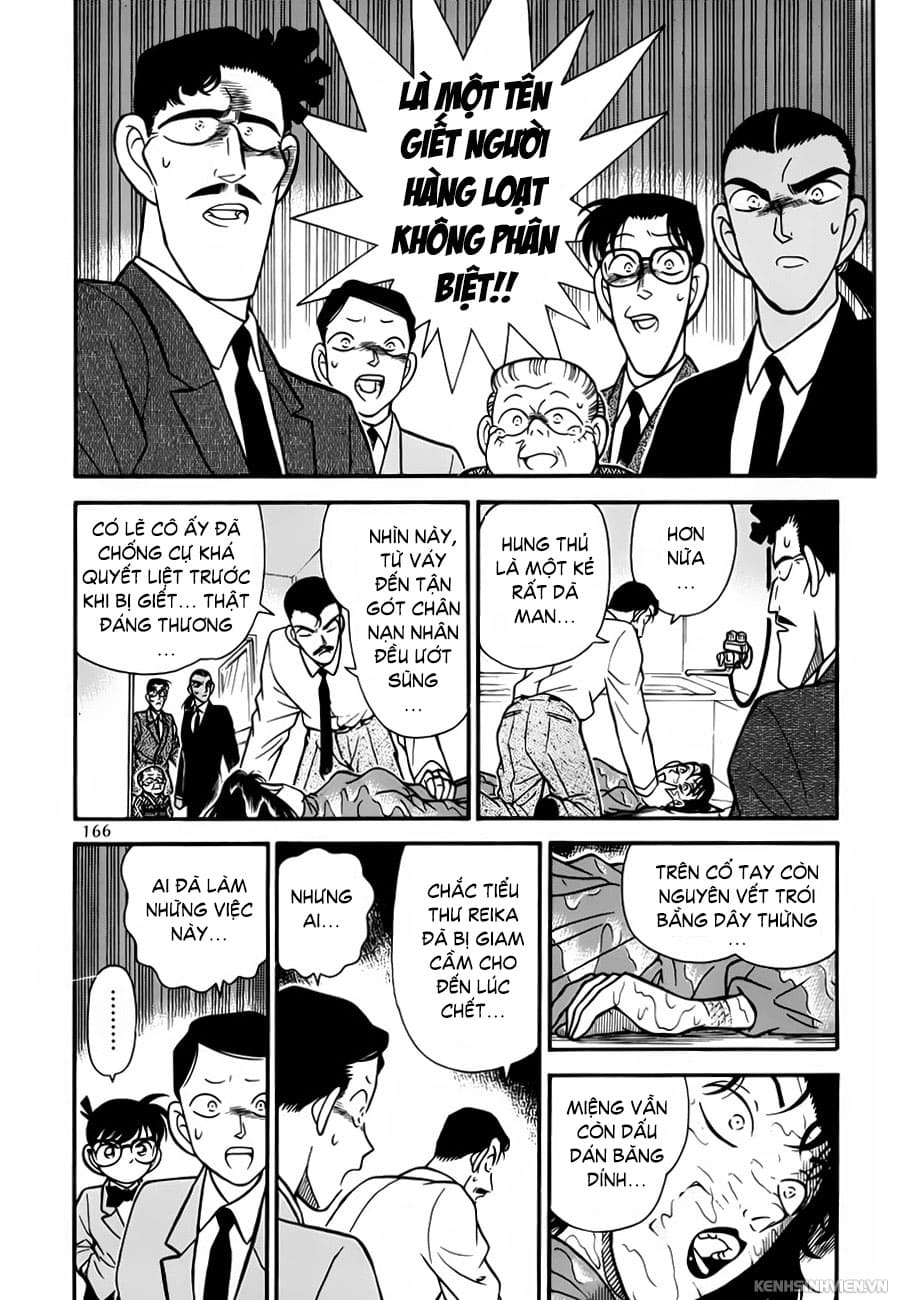 LÀ MỘT TÊN
GIẾT NGƯỜI
HÀNG LOẠT
KHÔNG PHÂN
BIỆT!!
CÓ LẼ CÔ ẤY ĐÃ
CHỐNG CỰ KHÁ
QUYẾT LIỆT TRƯỚC
KHI BỊ GIẾT... THẬT
ĐÁNG THƯƠNG
...
NHÌN NÀY,
TỪ VÁY
ĐẾN TẬN
GÓT CHÂN
NẠN NHÂN
ĐỀU ƯỚT
SŨNG
...
HUNG THỦ
LÀ MỘT KẺ
RẤT DÃ
MAN...
HƠN
NỮA
...
166
AI ĐÃ LÀM
NHỮNG VIỆC
NÀY...
.........
NHƯNG
AI...
CHẮC TIỂU
THƯ REIKA
ĐÃ BỊ GIAM
CẦM CHO
ĐẾN LÚC
CHẾT...
TRÊN CỔ TAY CÒN
NGUYÊN VẾT TRÓI
BẰNG DÂY THỪNG
...
MIỆNG VẪN
CÒN DẤU
DÁN BĂNG
DÍNH...
KENHSINHVIEN.VN